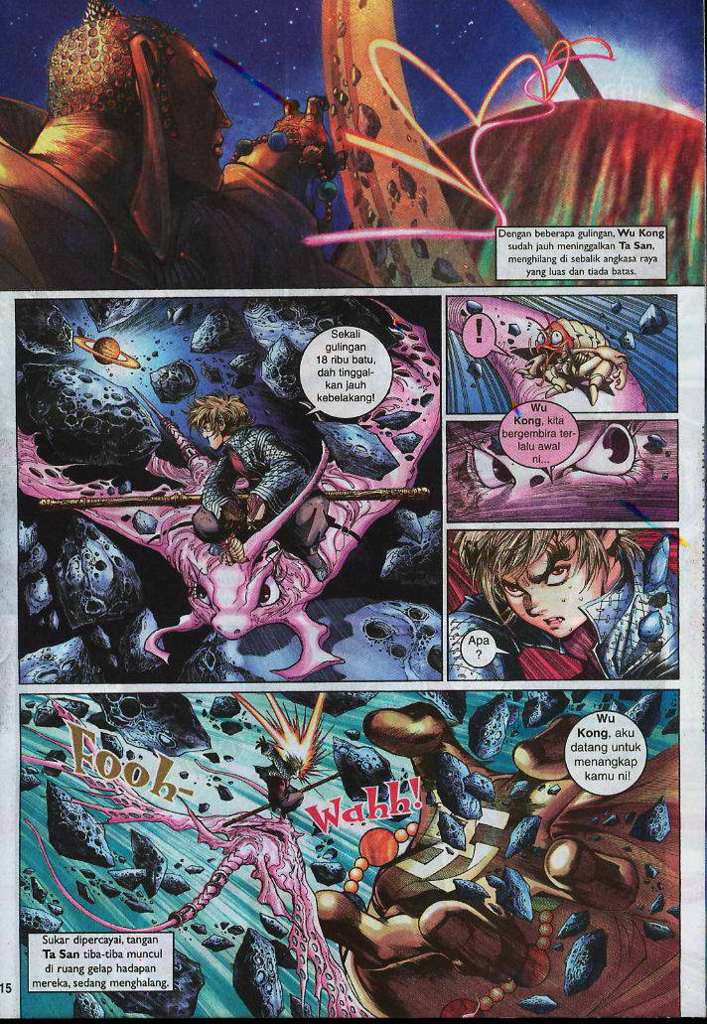 Dengan beberapa gulingan, Wu Kong
sudah jauh meninggalkan Ta San,
menghilang di sebalik angkasa raya
yang luas dan tiada batas.
Sekali
gulingan
18 ribu batu,
dah tinggal-
kan jauh
kebelakang!
!
Wu
Kong, kita
bergembira ter-
lalu awal
ni...
Apa
?
Fooh-
Wahh!
Wu
Kong, aku
datang untuk
menangkap
kamu ni!
Sukar dipercayai, tangan
Ta San tiba-tiba muncul
di ruang gelap hadapan
mereka, sedang menghalang.
15